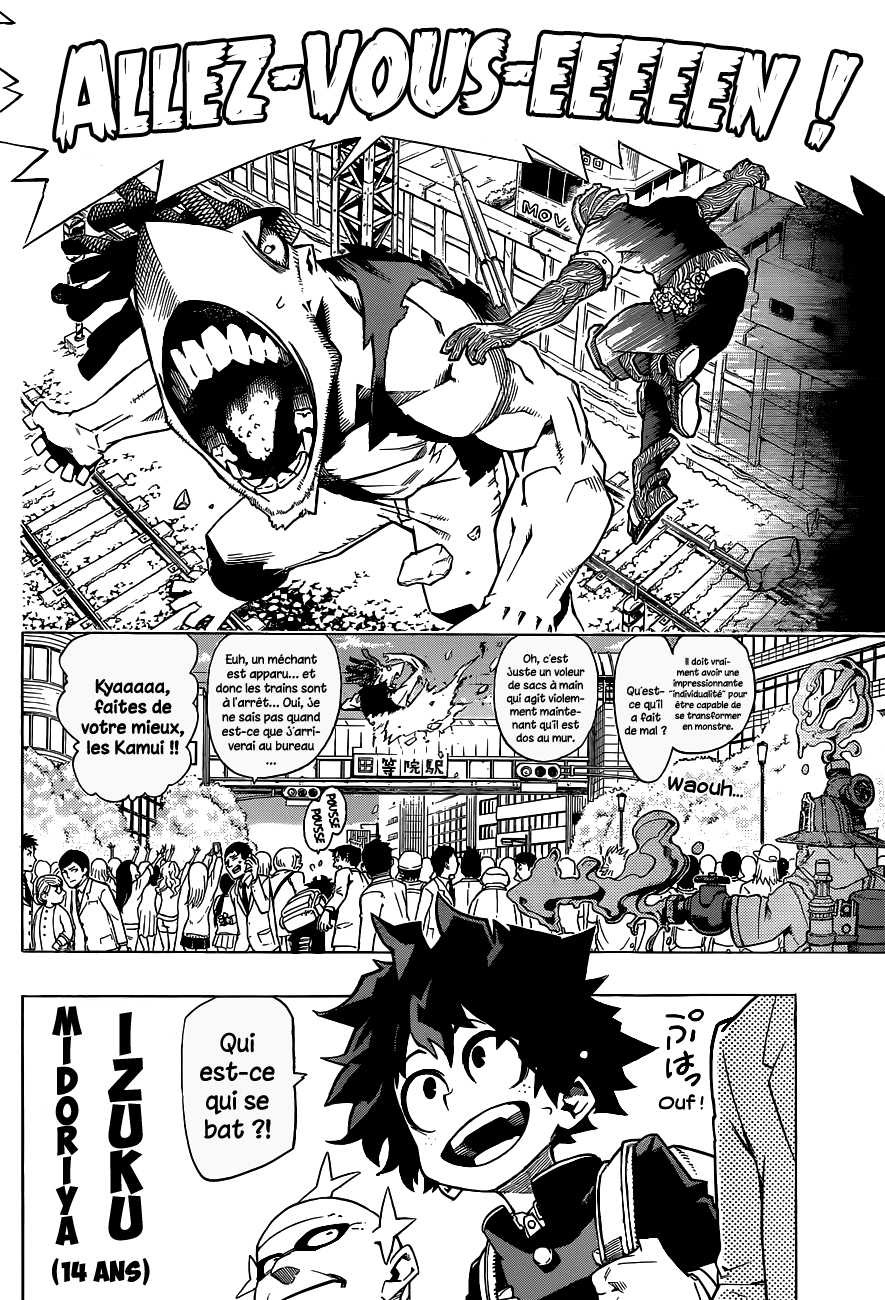 ALLEZ-VOUS-EEEEEN !
MOV
Il doit vrai-
ment avoir une
impressionnante
"individualité" pour
être capable de
se transformer
en monstre.
Qu'est-
ce qu'il
a fait
de mal ?
Oh, c'est
juste un voleur
de sacs à main
qui agit violem-
ment mainte-
nant qu'il est
dos au mur.
Euh, un méchant
est apparu... et
donc les trains sont
à l'arrêt... Oui, je
ne sais pas quand
est-ce que j'arri-
verai au bureau
...
Kyaaaaa,
faites de
votre mieux,
les Kamui !!
Waouh...
田等院駅
POUSSE
POUSSE
ぷはっ
Ouf !
Qui
est-ce
qui se
bat ?!
IZUKU
MIDORIYA
(14 ANS)